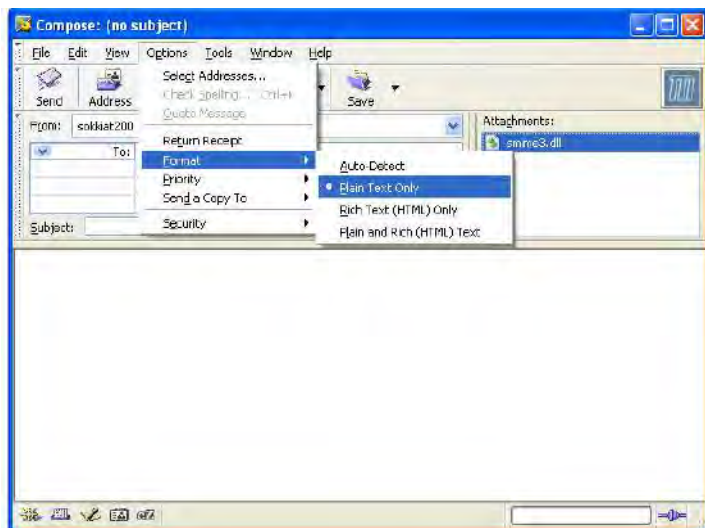 Compose: (no subject)
File Edit View Options Tools Window Help
Send Address Save
Select Addresses...
Check Spelling... Ctrl+K
Quote Message
Return Receipt
Format
Priority
Send a Copy To
Security
Auto-Detect
Plain Text Only
Rich Text (HTML) Only
Plain and Rich (HTML) Text
From: sokkiat200
To:
Subject:
Attachments:
smime3.dll